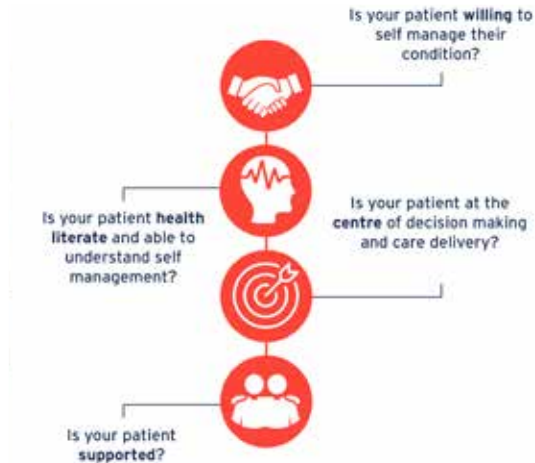 Is your patient willing to
self manage their
condition?
Is your patient health
literate and able to
understand self
management?
Is your patient at the
centre of decision making
and care delivery?
Is your patient
supported?